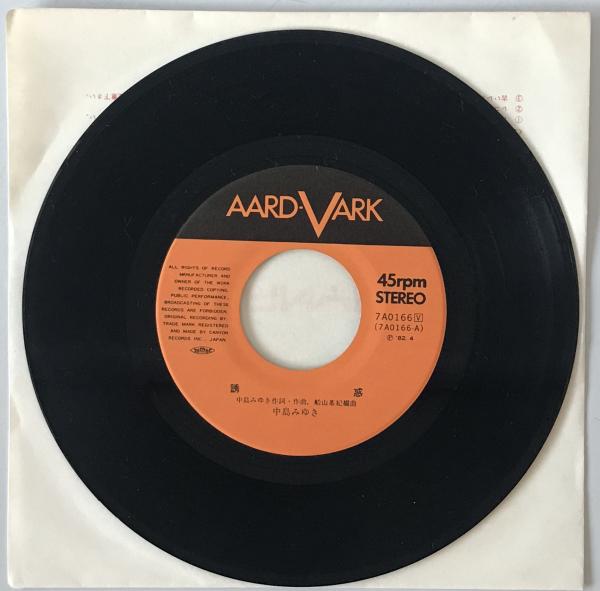 AARD-VARK
ALL RIGHTS OF RECORD
MANUFACTURER AND
OWNER OF THE WORK
RECORDED COPYING,
PUBLIC PERFORMANCE,
BROADCASTING OF THESE
RECORDS ARE FORBIDDEN.
ORIGINAL RECORDING BY:
TRADE MARK REGISTERED
AND MADE BY CANYON
RECORDS INC., JAPAN.
45rpm
STEREO
7A0166 V
(7A0166-A)
Ⓟ '82. 4
誘 惑
中島みゆき作詞・作曲, 船山基紀編曲
中島みゆき